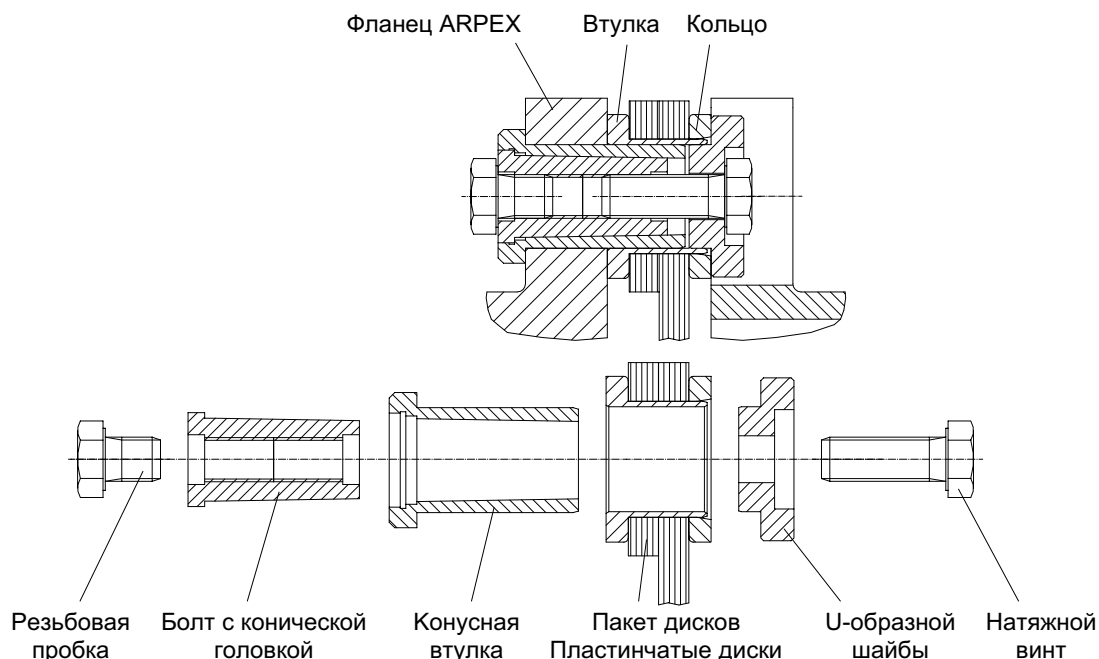 Фланец ARPEX Втулка Кольцо
Резьбовая Болт с конической Конусная Пакет дисков U-образной Натяжной
пробка головкой втулка Пластинчатые диски шайбы винт